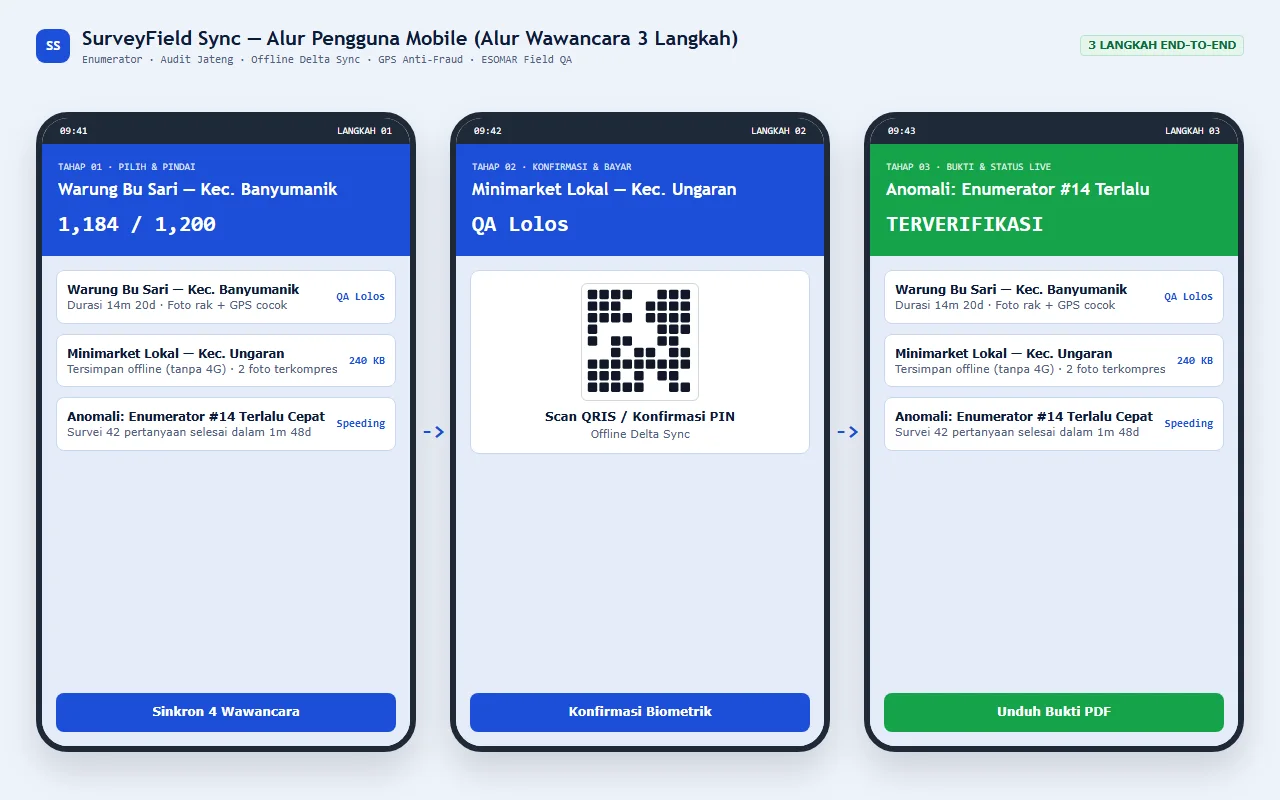 SS
SurveyField Sync — Alur Pengguna Mobile (Alur Wawancara 3 Langkah)
Enumerator · Audit Jateng · Offline Delta Sync · GPS Anti-Fraud · ESOMAR Field QA
3 LANGKAH END-TO-END
09:41
LANGKAH 01
TAHAP 01 · PILIH & PINDAI
Warung Bu Sari — Kec. Banyumanik
1,184 / 1,200
Warung Bu Sari — Kec. Banyumanik
Durasi 14m 20d · Foto rak + GPS cocok
QA Lolos
Minimarket Lokal — Kec. Ungaran
Tersimpan offline (tanpa 4G) · 2 foto terkompres
240 KB
Anomali: Enumerator #14 Terlalu Cepat
Survei 42 pertanyaan selesai dalam 1m 48d
Speeding
Sinkron 4 Wawancara
->
09:42
LANGKAH 02
TAHAP 02 · KONFIRMASI & BAYAR
Minimarket Lokal — Kec. Ungaran
QA Lolos
Scan QRIS / Konfirmasi PIN
Offline Delta Sync
Konfirmasi Biometrik
->
09:43
LANGKAH 03
TAHAP 03 · BUKTI & STATUS LIVE
Anomali: Enumerator #14 Terlalu
TERVERIFIKASI
Warung Bu Sari — Kec. Banyumanik
Durasi 14m 20d · Foto rak + GPS cocok
QA Lolos
Minimarket Lokal — Kec. Ungaran
Tersimpan offline (tanpa 4G) · 2 foto terkompres
240 KB
Anomali: Enumerator #14 Terlalu Cepat
Survei 42 pertanyaan selesai dalam 1m 48d
Speeding
Unduh Bukti PDF